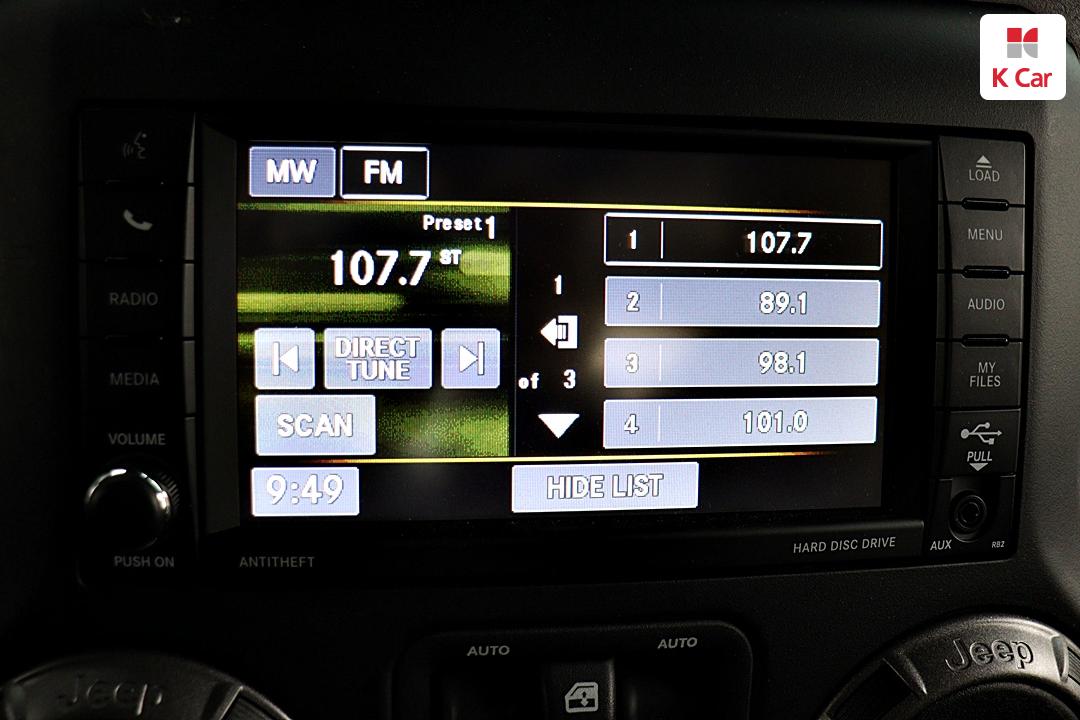 K Car
MW
FM
LOAD
MENU
AUDIO
MY
FILES
PULL
AUX
RBZ
RADIO
MEDIA
VOLUME
PUSH ON
Preset 1
107.7 ST
DIRECT
TUNE
SCAN
9:49
1
of 3
1 107.7
2 89.1
3 98.1
4 101.0
HIDE LIST
ANTITHEFT
HARD DISC DRIVE
AUTO
AUTO
Jeep
Jeep